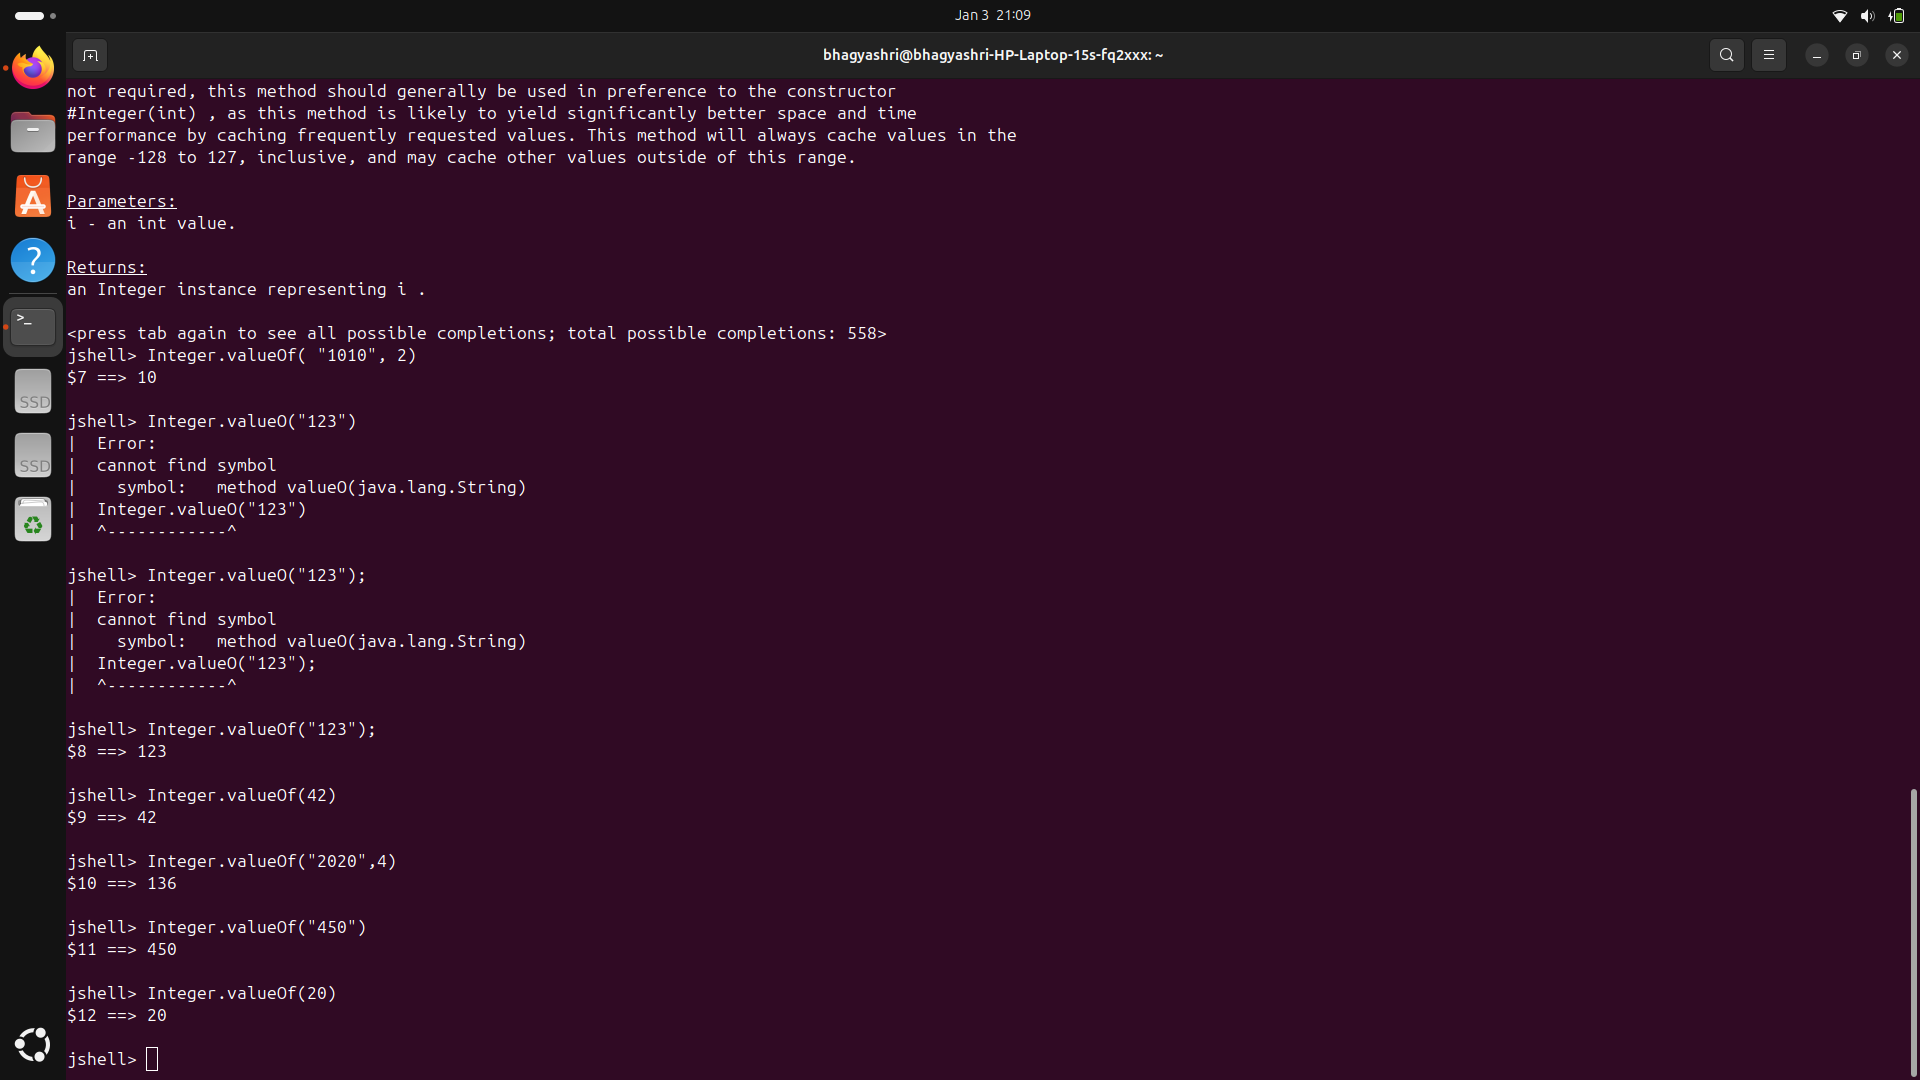 Jan 3 21:09
bhagyashri@bhagyashri-HP-Laptop-15s-fq2xxx: ~
not required, this method should generally be used in preference to the constructor
#Integer(int) , as this method is likely to yield significantly better space and time
performance by caching frequently requested values. This method will always cache values in the
range -128 to 127, inclusive, and may cache other values outside of this range.
Parameters:
i - an int value.
Returns:
an Integer instance representing i .
<press tab again to see all possible completions; total possible completions: 558>
jshell> Integer.valueOf( "1010", 2)
$7 ==> 10
jshell> Integer.valueO("123")
|  Error:
|  cannot find symbol
|    symbol:   method valueO(java.lang.String)
|  Integer.valueO("123")
|  ^------------^
jshell> Integer.valueO("123");
|  Error:
|  cannot find symbol
|    symbol:   method valueO(java.lang.String)
|  Integer.valueO("123");
|  ^------------^
jshell> Integer.valueOf("123");
$8 ==> 123
jshell> Integer.valueOf(42)
$9 ==> 42
jshell> Integer.valueOf("2020",4)
$10 ==> 136
jshell> Integer.valueOf("450")
$11 ==> 450
jshell> Integer.valueOf(20)
$12 ==> 20
jshell>
?
>_
SSD
SSD